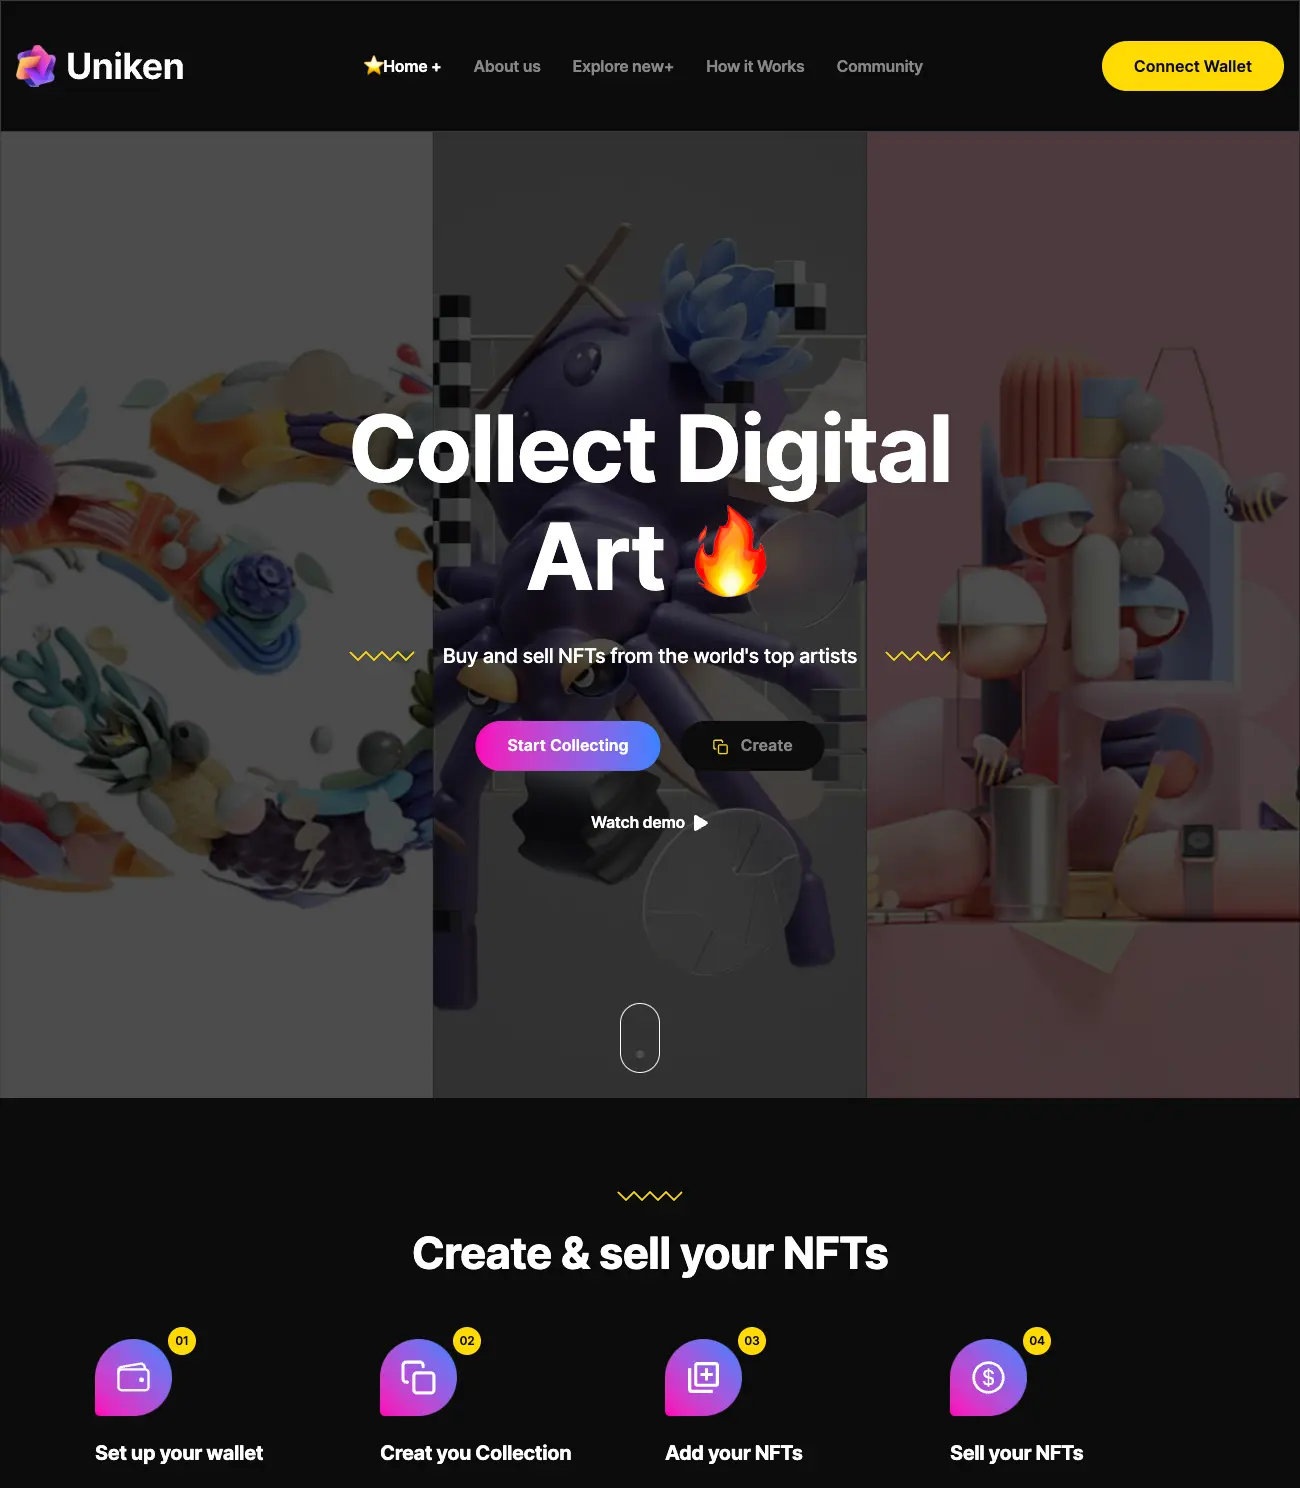 Uniken
⭐Home +
About us
Explore new+
How it Works
Community
Connect Wallet
Collect Digital
Art 🔥
Buy and sell NFTs from the world's top artists
Start Collecting
Create
Watch demo
Create & sell your NFTs
01
02
03
04
Set up your wallet
Creat you Collection
Add your NFTs
Sell your NFTs